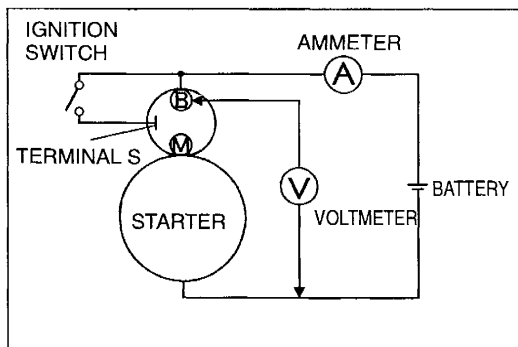 IGNITION
SWITCH
AMMETER
A
B
TERMINAL S
M
V
BATTERY
VOLTMETER
STARTER